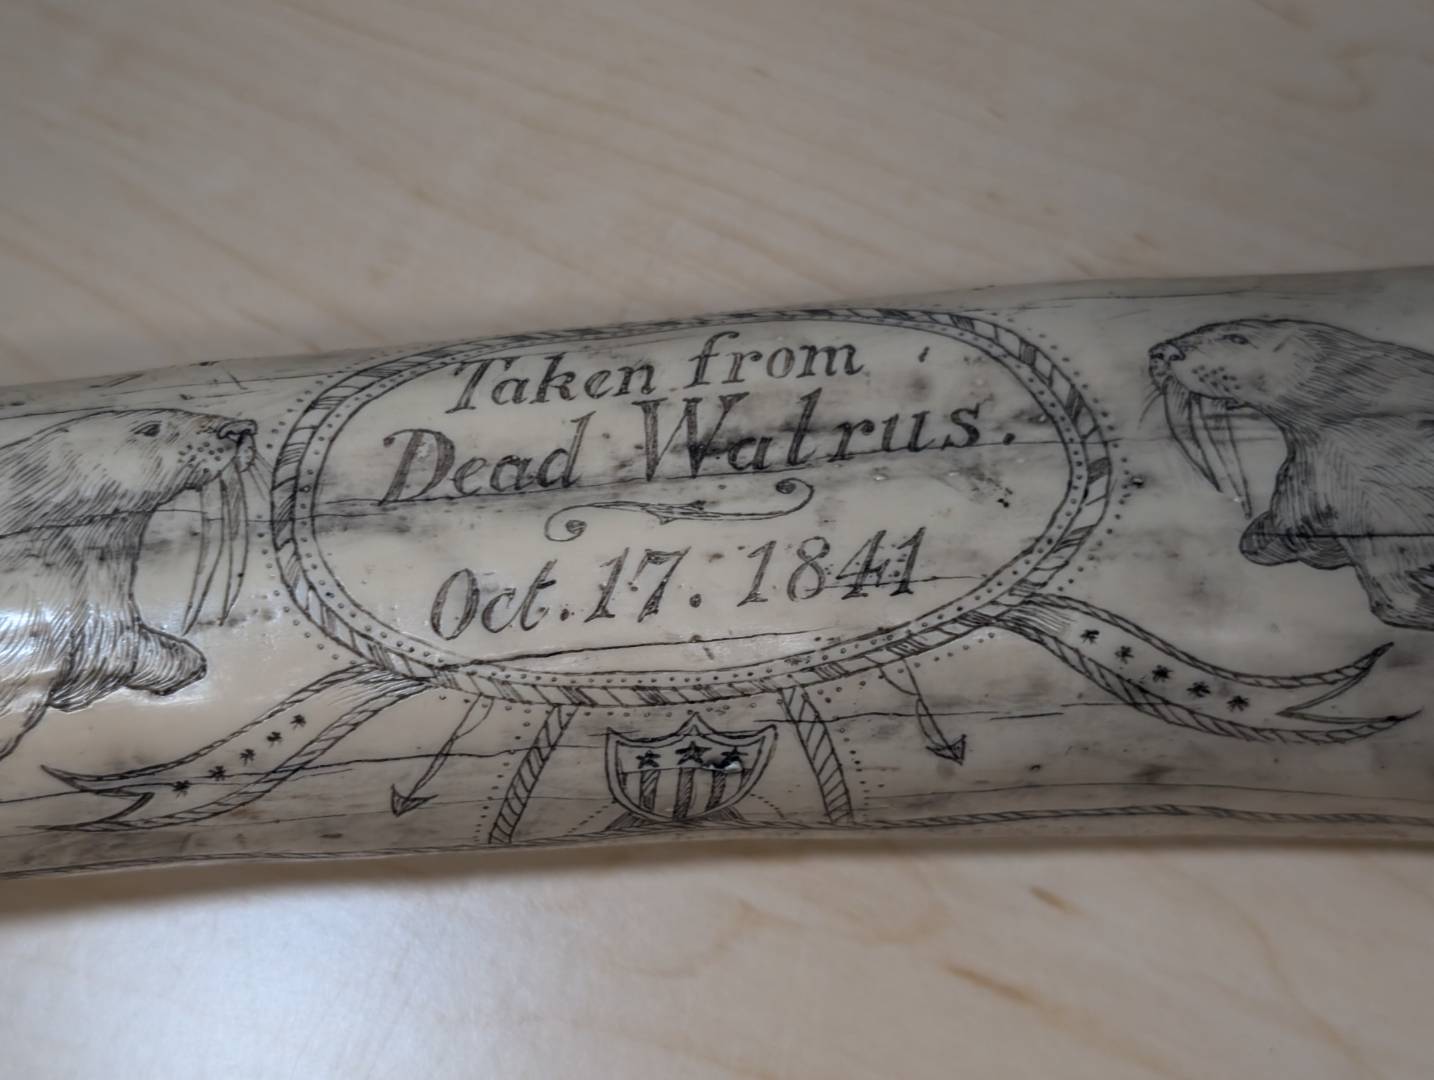 Taken from
Dead Walrus.
Oct. 17. 1841